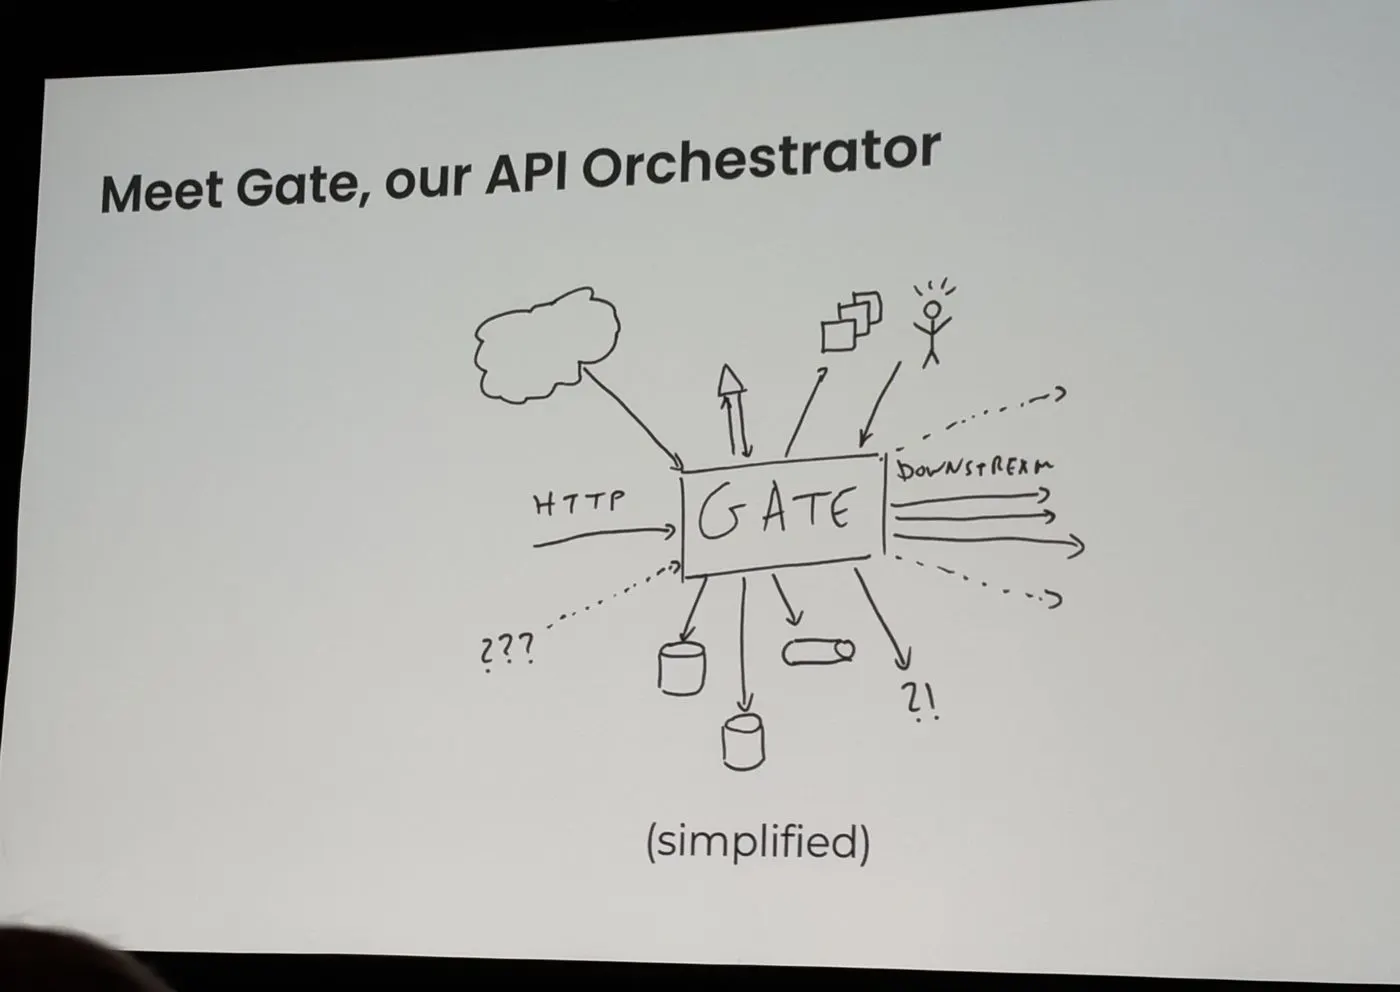 Meet Gate, our API Orchestrator
HTTP
GATE
DOWNSTREAM
???
?!
(simplified)